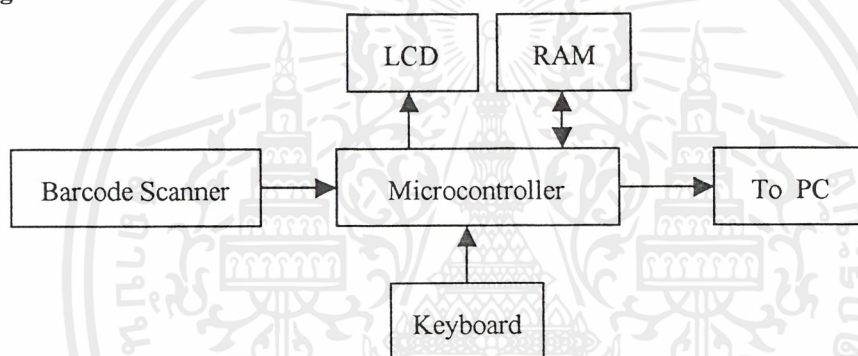 LCD
RAM
Barcode Scanner
Microcontroller
To PC
Keyboard